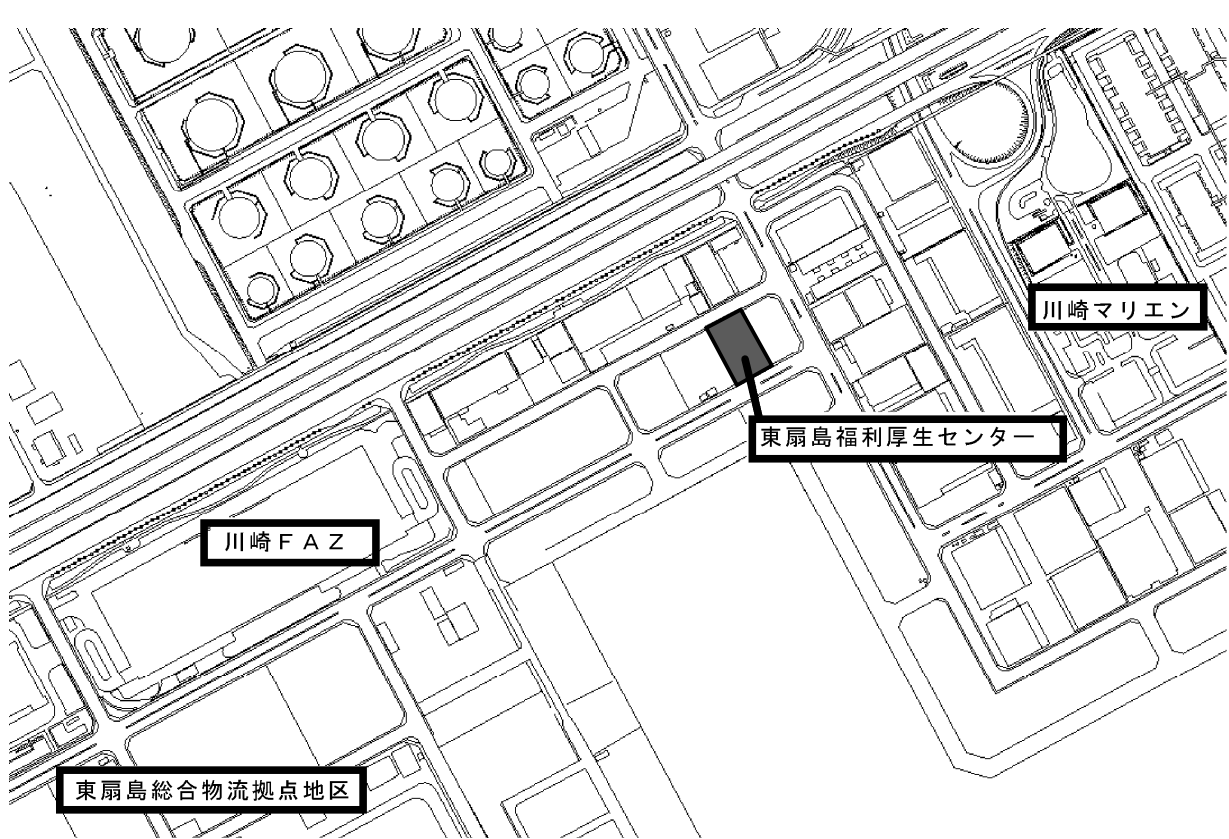 川崎マリエン
東扇島福利厚生センター
川崎ＦＡＺ
東扇島総合物流拠点地区